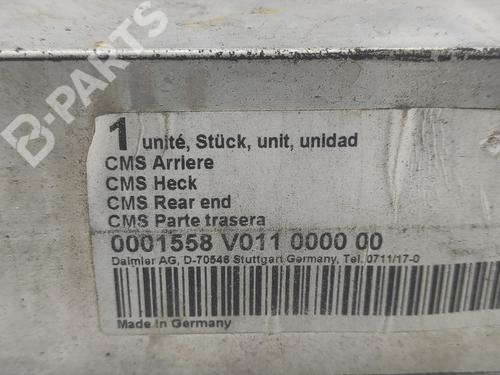 B-PARTS
1 unité, Stück, unit, unidad
CMS Arriere
CMS Heck
CMS Rear end
CMS Parte trasera
0001558 V011 0000 00
Daimler AG, D-70546 Stuttgart Germany, Tel. 0711/17-0
Made in Germany